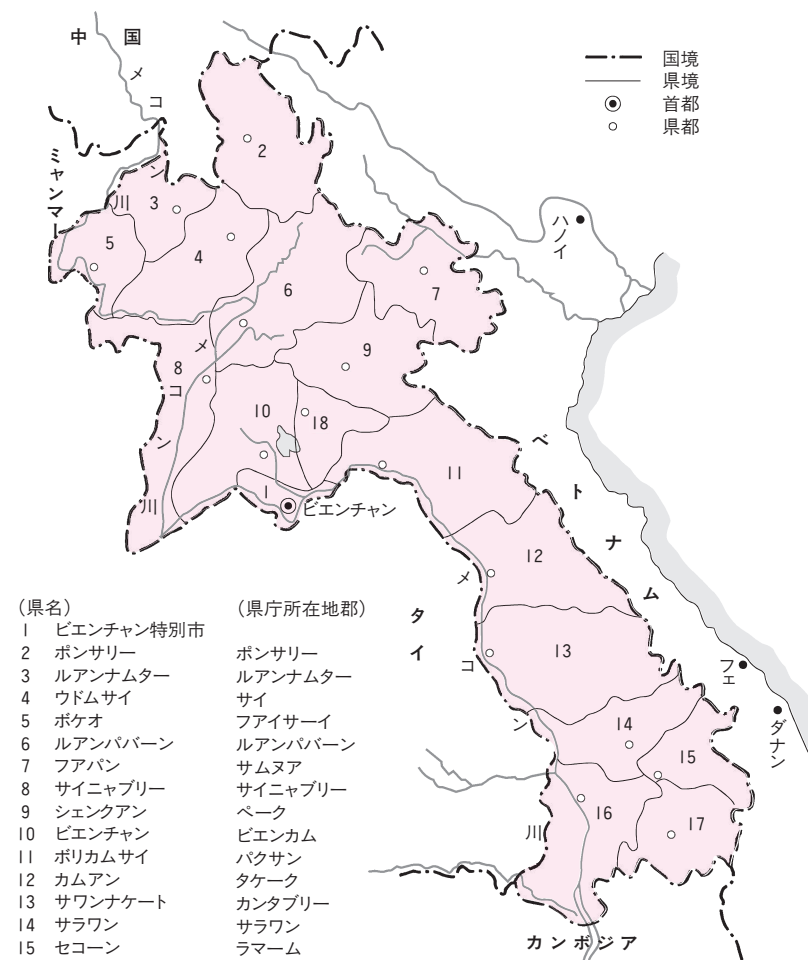 中国
メコン川
ミャンマー
国境
県境
首都
県都
ハノイ
2
3
4
5
6
7
8
9
10
18
11
1
ビエンチャン
メコン川
ベトナム
12
13
14
15
16
17
タイ
メコン川
フェ
ダナン
カンボジア
(県名) (県庁所在地郡)
1 ビエンチャン特別市
2 ポンサリー ポンサリー
3 ルアンナムター ルアンナムター
4 ウドムサイ サイ
5 ボケオ フアイサーイ
6 ルアンパバーン ルアンパバーン
7 フアパン サムヌア
8 サイニャブリー サイニャブリー
9 シェンクアン ペーク
10 ビエンチャン ビエンカム
11 ボリカムサイ パクサン
12 カムアン タケーク
13 サワンナケート カンタブリー
14 サラワン サラワン
15 セコーン ラマーム